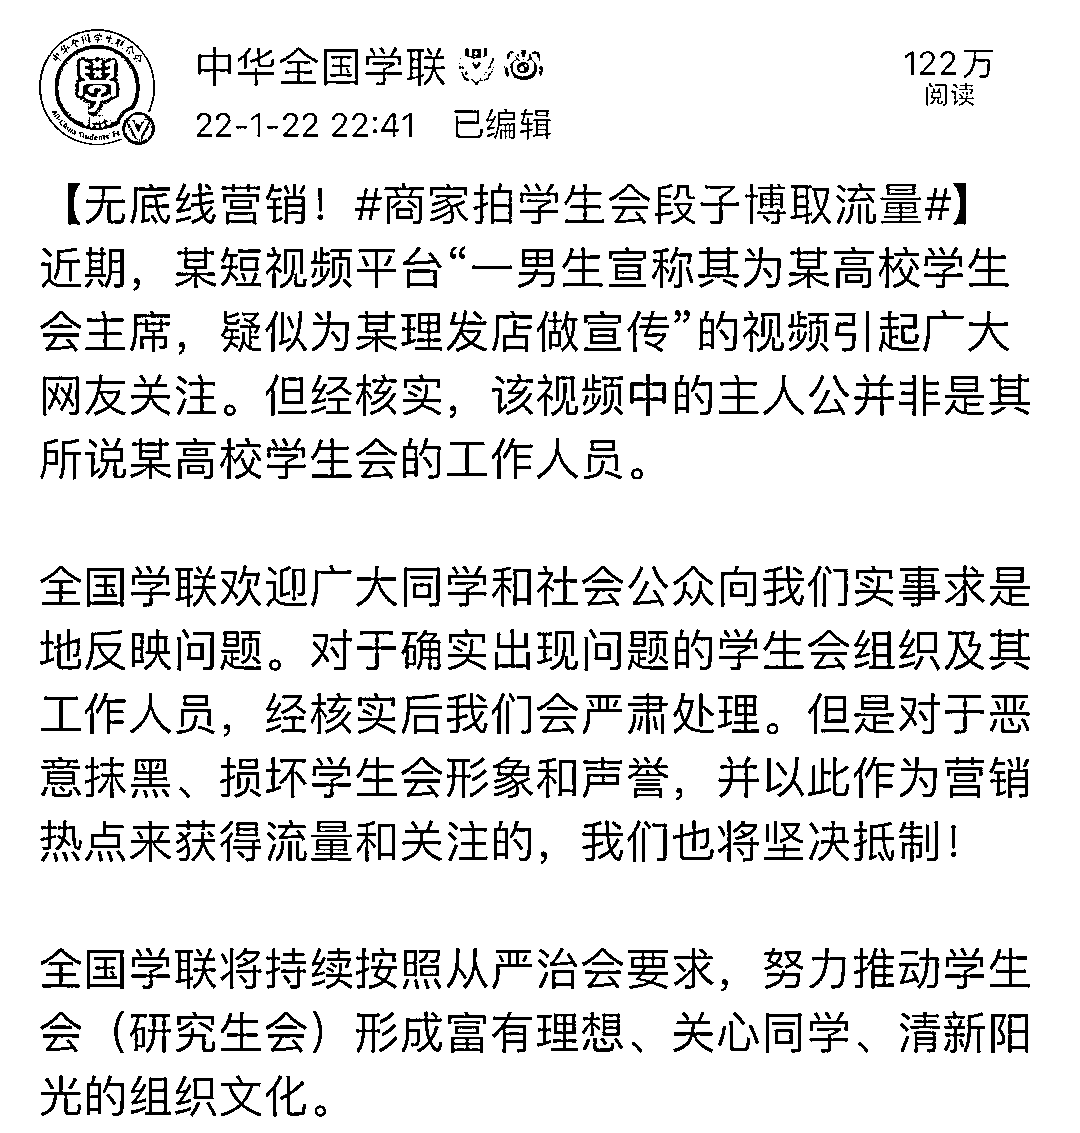 中华全国学联
122万
阅读
22-1-22 22:41 已编辑
【无底线营销！#商家拍学生会段子博取流量#】
近期，某短视频平台“一男生宣称其为某高校学生
会主席，疑似为某理发店做宣传”的视频引起广大
网友关注。但经核实，该视频中的主人公并非是其
所说某高校学生会的工作人员。
全国学联欢迎广大同学和社会公众向我们实事求是
地反映问题。对于确实出现问题的学生会组织及其
工作人员，经核实后我们会严肃处理。但是对于恶
意抹黑、损坏学生会形象和声誉，并以此作为营销
热点来获得流量和关注的，我们也将坚决抵制！
全国学联将持续按照从严治会要求，努力推动学生
会（研究生会）形成富有理想、关心同学、清新阳
光的组织文化。